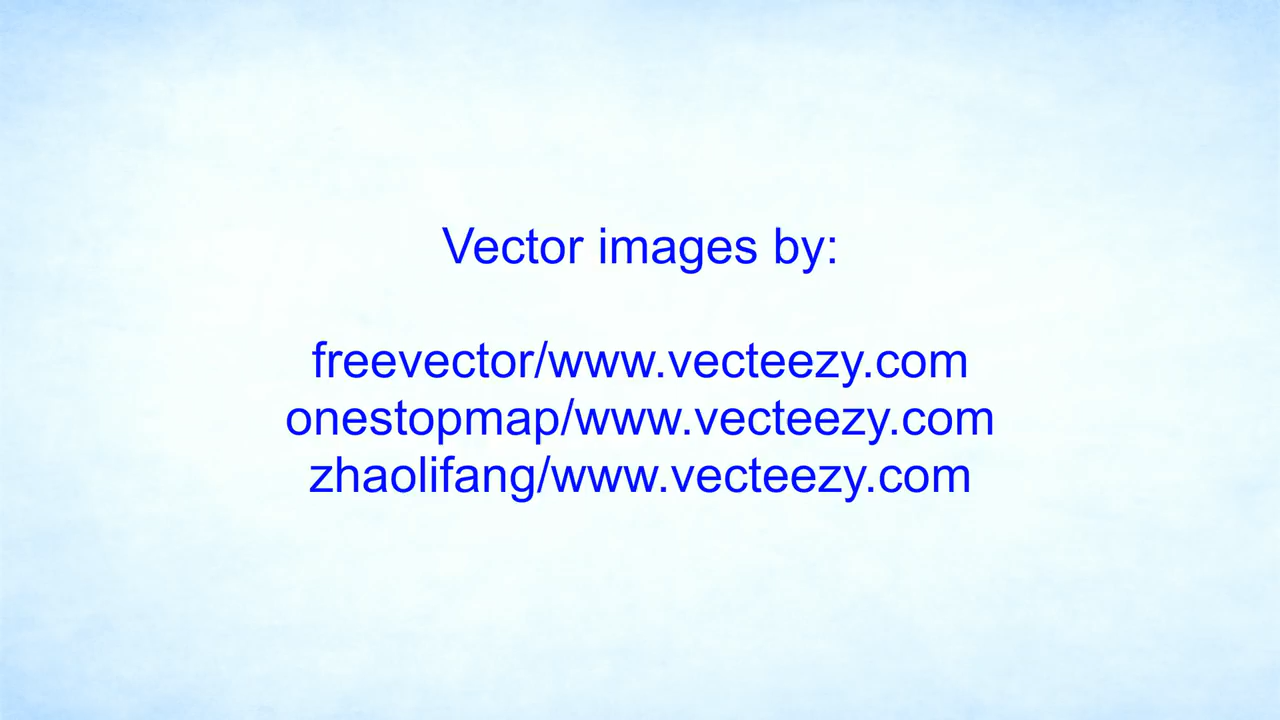 Vector images by:
freevector/www.vecteezy.com
onestopmap/www.vecteezy.com
zhaolifang/www.vecteezy.com